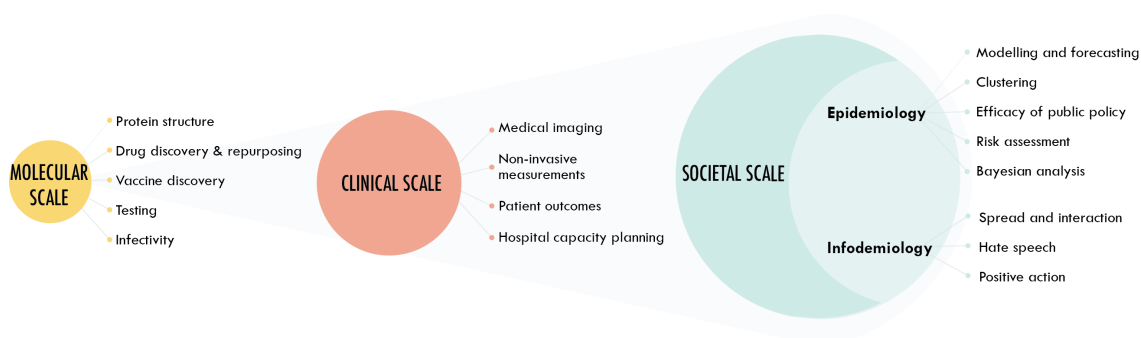 MOLECULAR
SCALE
Protein structure
Drug discovery & repurposing
Vaccine discovery
Testing
Infectivity
CLINICAL SCALE
Medical imaging
Non-invasive
measurements
Patient outcomes
Hospital capacity planning
SOCIETAL SCALE
Epidemiology
Modelling and forecasting
Clustering
Efficacy of public policy
Risk assessment
Bayesian analysis
Infodemiology
Spread and interaction
Hate speech
Positive action